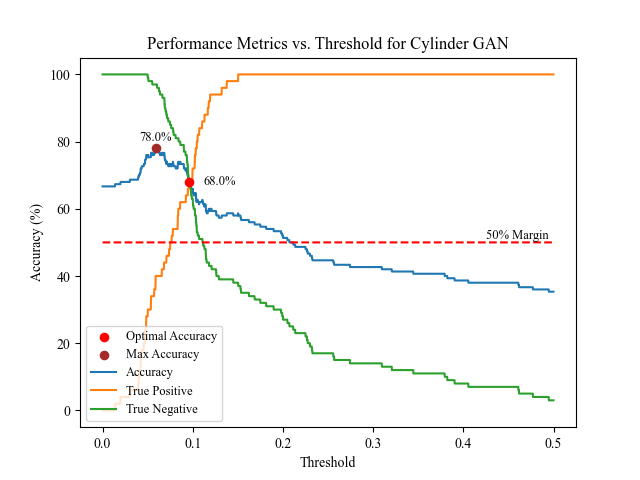 Performance Metrics vs. Threshold for Cylinder GAN
Accuracy (%)
100
80
60
40
20
0
78.0%
68.0%
50% Margin
Optimal Accuracy
Max Accuracy
Accuracy
True Positive
True Negative
0.0 0.1 0.2 0.3 0.4 0.5
Threshold